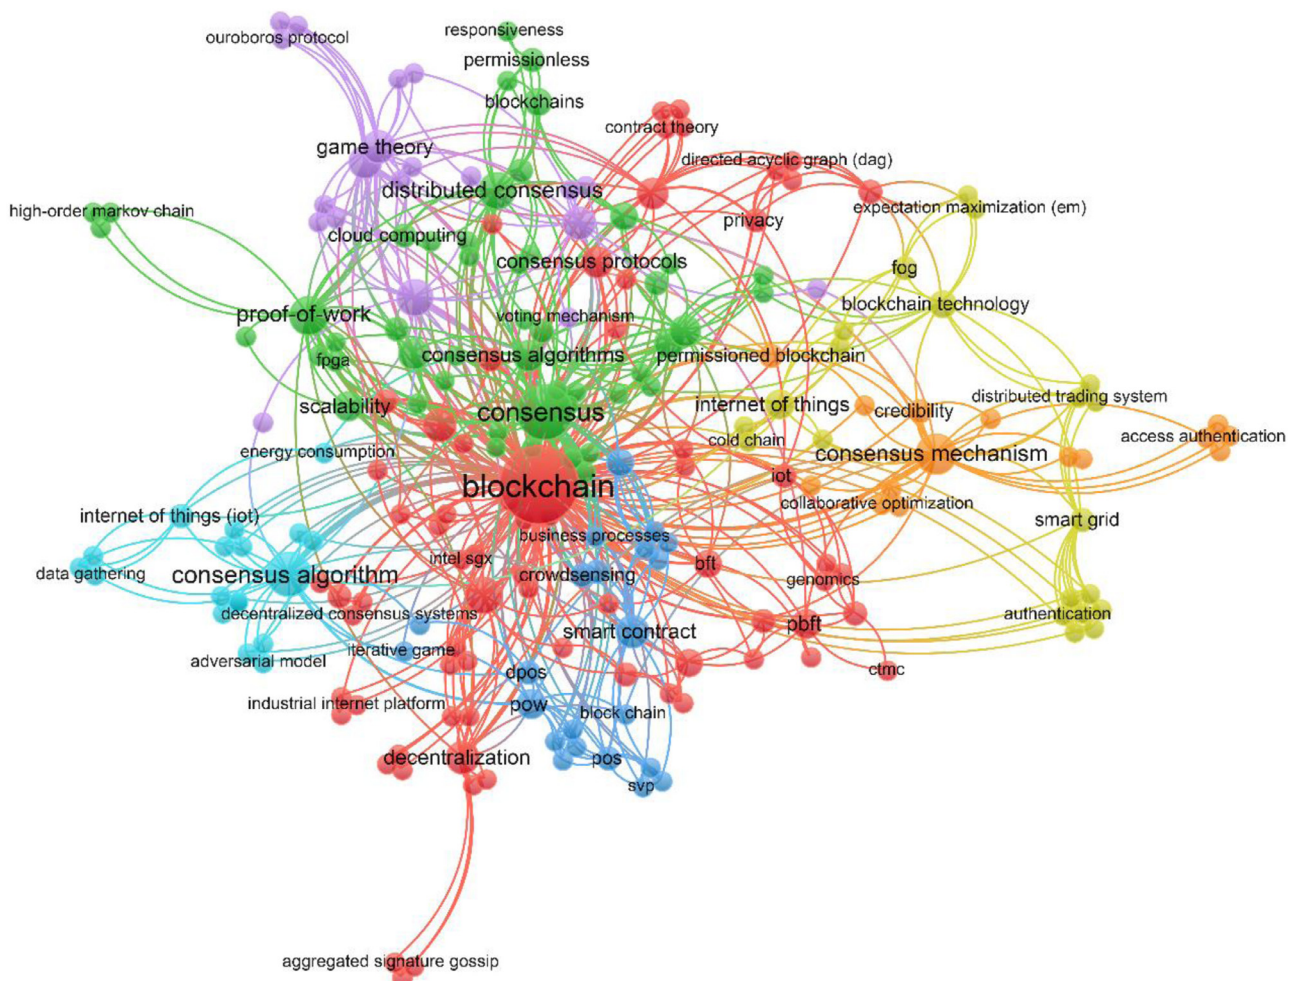 responsiveness
ouroboros protocol
permissionless
blockchains
contract theory
game theory
directed acyclic graph (dag)
distributed consensus
high-order markov chain
expectation maximization (em)
privacy
cloud computing
consensus protocols
fog
blockchain technology
proof-of-work
voting mechanism
consensus algorithms
permissioned blockchain
fpga
distributed trading system
internet of things
scalability
consensus
credibility
access authentication
cold chain
energy consumption
consensus mechanism
iot
blockchain
collaborative optimization
internet of things (iot)
smart grid
business processes
intel sgx
bft
data gathering
consensus algorithm
crowdsensing
genomics
decentralized consensus systems
authentication
pbft
smart contract
iterative game
adversarial model
dpos
ctmc
industrial internet platform
pow
block chain
decentralization
pos
svp
aggregated signature gossip